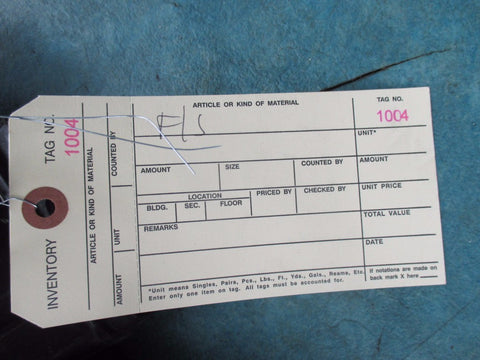 INVENTORY TAG NO. 1004
ARTICLE OR KIND OF MATERIAL
AMOUNT UNIT COUNTED BY
ARTICLE OR KIND OF MATERIAL
TAG NO.
1004
UNIT*
AMOUNT SIZE COUNTED BY AMOUNT
LOCATION PRICED BY CHECKED BY UNIT PRICE
BLDG. SEC. FLOOR
TOTAL VALUE
REMARKS
DATE
*Unit means Singles, Pairs, Pcs., Lbs., Ft., Yds., Gals., Reams, Etc.
Enter only one item on tag. All tags must be accounted for.
If notations are made on
back mark X here